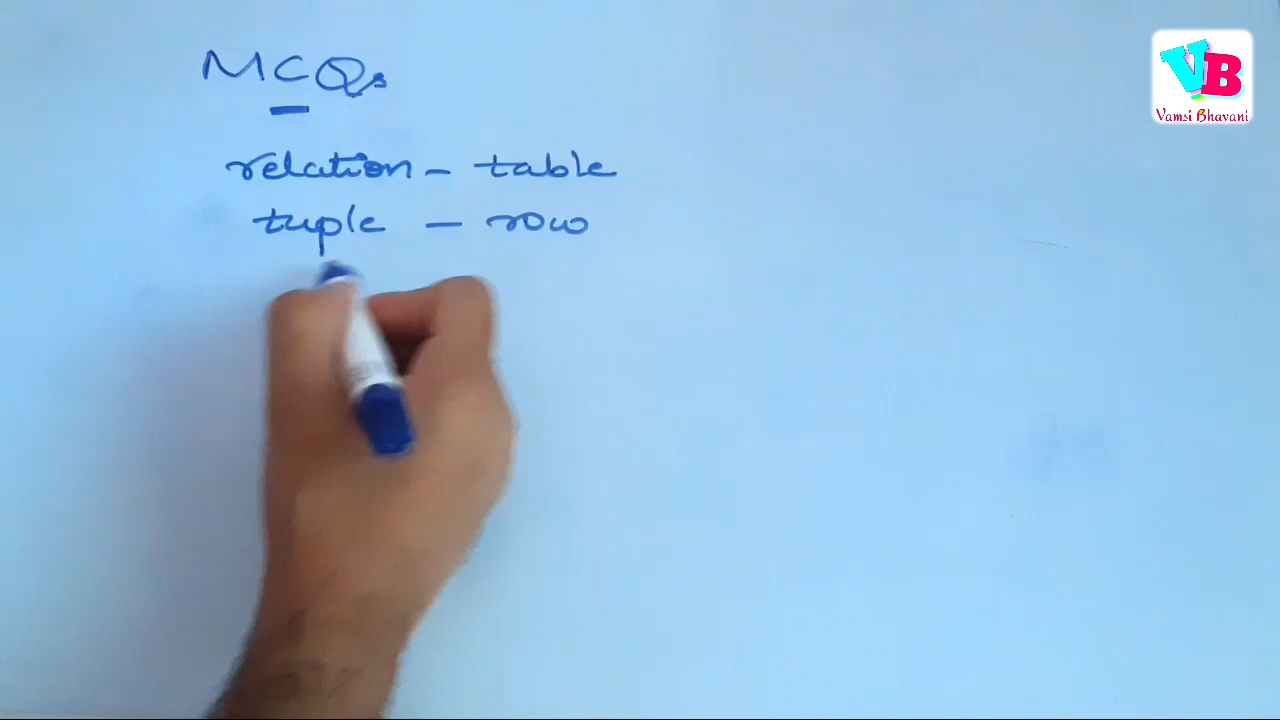 MCQs
relation - table
tuple - row
VB
Vamsi Bhavani